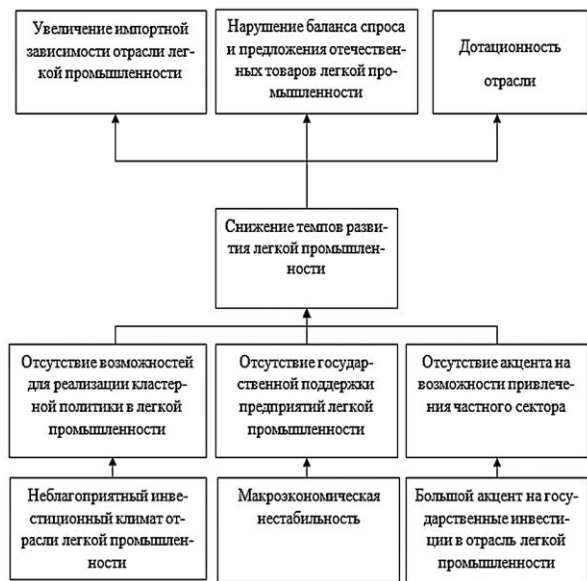 Увеличение импортной
зависимости отрасли лег-
кой промышленности
Нарушение баланса спроса
и предложения отечествен-
ных товаров легкой про-
мышленности
Дотационность
отрасли
Снижение темпов разви-
тия легкой промышлен-
ности
Отсутствие возможностей
для реализации кластер-
ной политики в легкой
промышленности
Отсутствие государ-
ственной поддержки
предприятий легкой
промышленности
Отсутствие акцента на
возможности привлече-
чения частного сектора
Неблагоприятный инве-
стиционный климат от-
расли легкой промышлен-
ности
Макроэкономическая
нестабильность
Большой акцент на госу-
дарственные инвести-
ции в отрасль легкой
промышленности